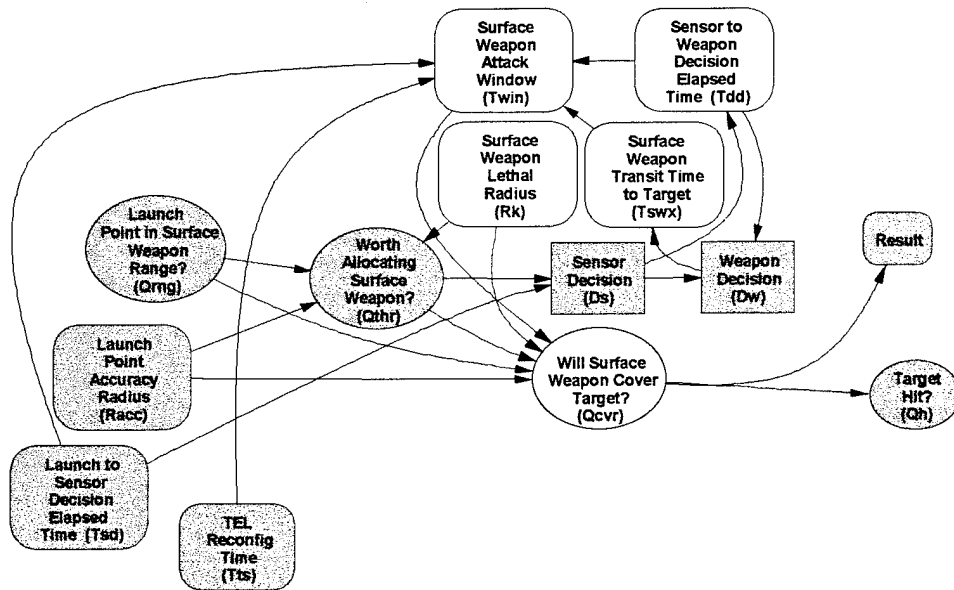 Surface
Weapon
Attack
Window
(Twin)
Sensor to
Weapon
Decision
Elapsed
Time (Tdd)
Surface
Weapon
Lethal
Radius
(Rk)
Surface
Weapon
Transit Time
to Target
(Tswx)
Launch
Point in Surface
Weapon
Range?
(Qrng)
Worth
Allocating
Surface
Weapon?
(Qthr)
Sensor
Decision
(Ds)
Weapon
Decision
(Dw)
Result
Launch
Point
Accuracy
Radius
(Racc)
Will Surface
Weapon Cover
Target?
(Qcvr)
Target
Hit?
(Qh)
Launch to
Sensor
Decision
Elapsed
Time (Tsd)
TEL
Reconfig
Time
(Tts)